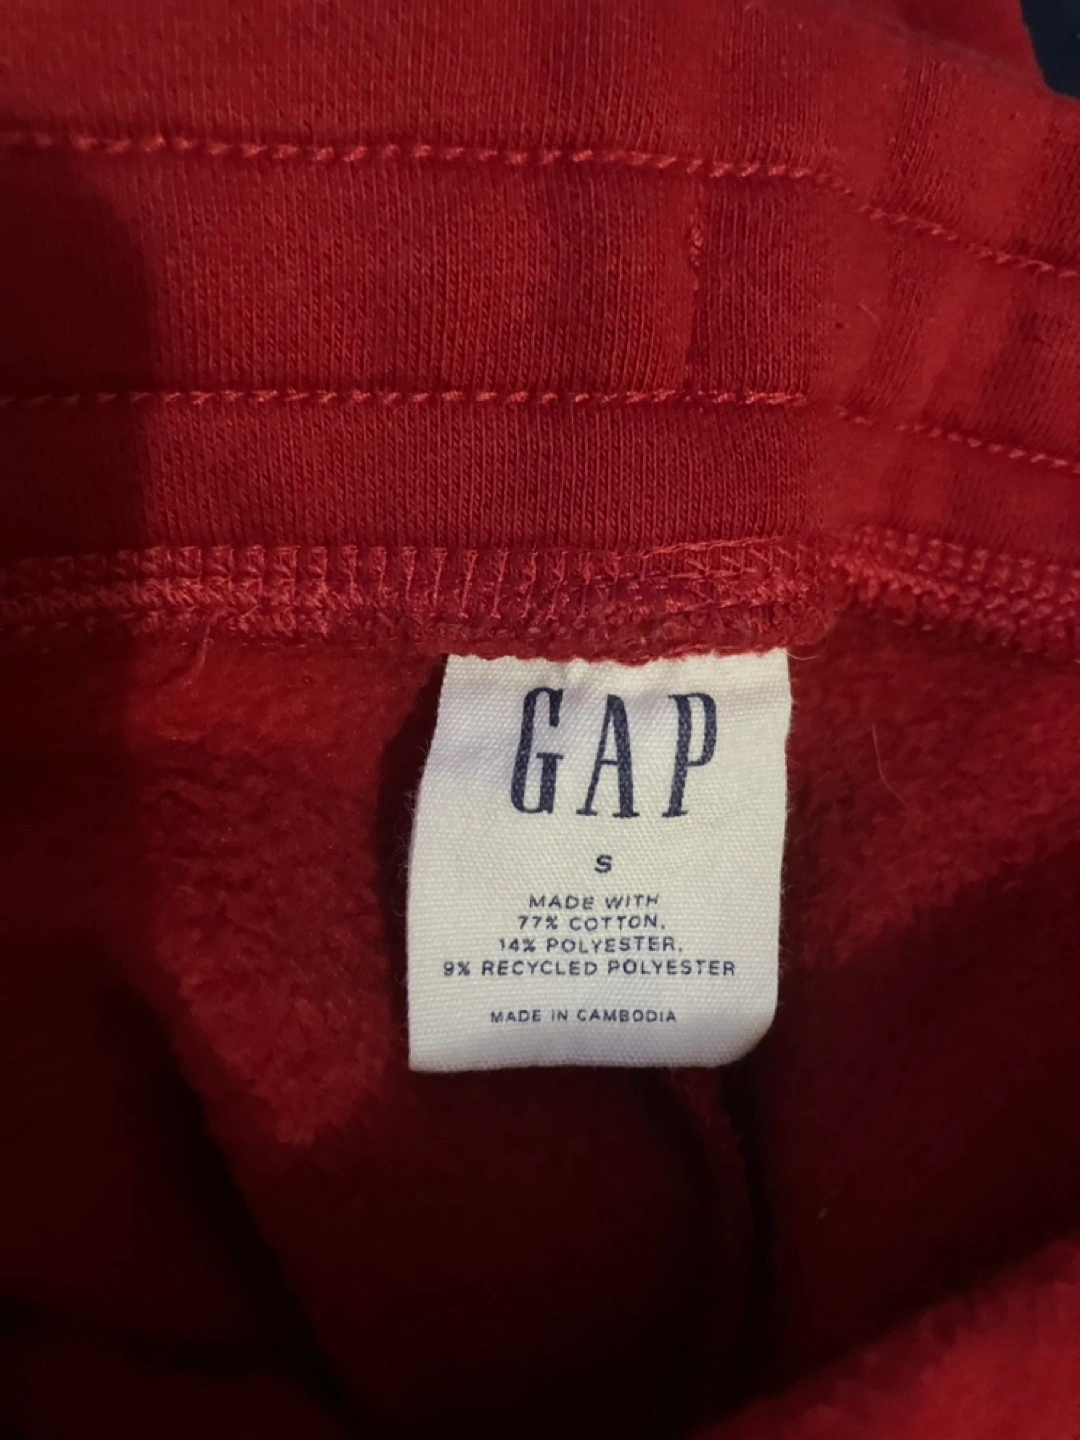 GAP
S
MADE WITH
77% COTTON,
14% POLYESTER,
9% RECYCLED POLYESTER
MADE IN CAMBODIA